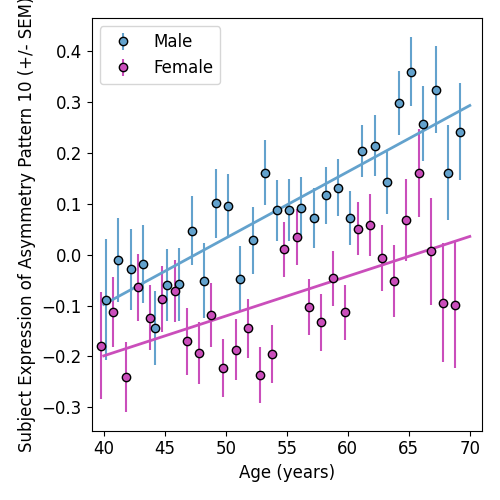 Male
Female
Subject Expression of Asymmetry Pattern 10 (+/- SEM)
0.4
0.3
0.2
0.1
0.0
−0.1
−0.2
−0.3
40 45 50 55 60 65 70
Age (years)